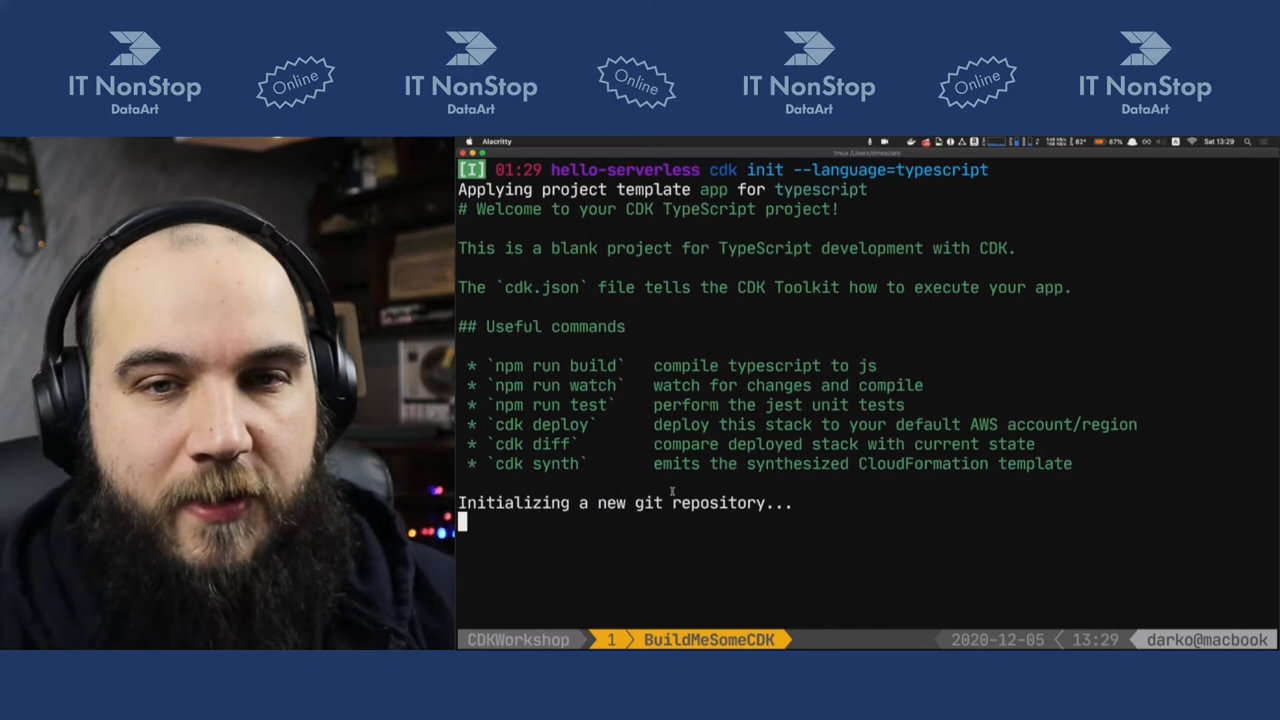 IT NonStop
DataArt
Online
IT NonStop
DataArt
Online
IT NonStop
DataArt
Online
IT NonStop
DataArt
Alacritty
87%
Sat 13:29
[I] 01:29 hello-serverless cdk init --language=typescript
Applying project template app for typescript
# Welcome to your CDK TypeScript project!
This is a blank project for TypeScript development with CDK.
The `cdk.json` file tells the CDK Toolkit how to execute your app.
## Useful commands
* `npm run build` compile typescript to js
* `npm run watch` watch for changes and compile
* `npm run test` perform the jest unit tests
* `cdk deploy` deploy this stack to your default AWS account/region
* `cdk diff` compare deployed stack with current state
* `cdk synth` emits the synthesized CloudFormation template
Initializing a new git repository...
CDKWorkshop 1 BuildMeSomeCDK 2020-12-05 13:29 darko@macbook